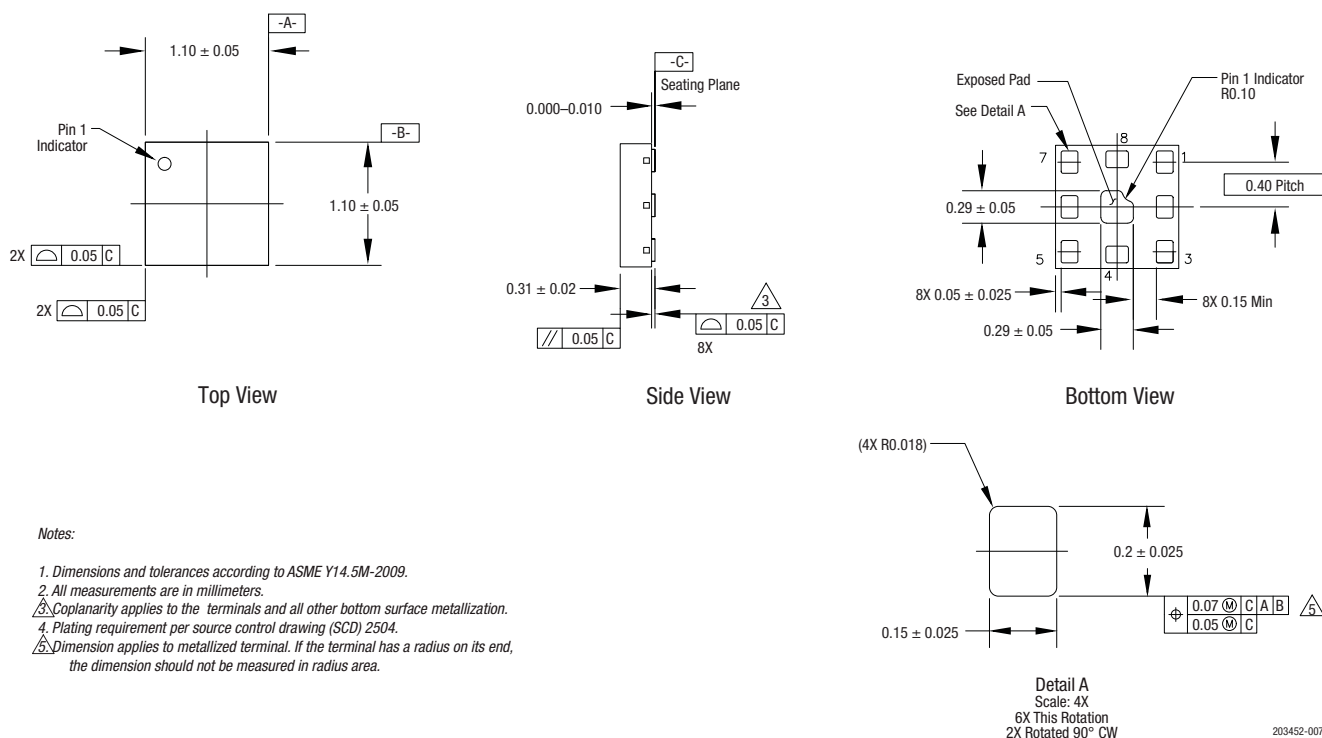 -A-
1.10 ± 0.05
Pin 1
Indicator
-B-
1.10 ± 0.05
2X ⌓ 0.05 C
2X ⌓ 0.05 C
Top View
-C-
Seating Plane
0.000–0.010
0.31 ± 0.02
3
// 0.05 C
⌓ 0.05 C
8X
Side View
Exposed Pad
See Detail A
Pin 1 Indicator
R0.10
8
7
1
0.40 Pitch
0.29 ± 0.05
5
4
3
8X 0.05 ± 0.025
8X 0.15 Min
0.29 ± 0.05
Bottom View
(4X R0.018)
0.2 ± 0.025
0.15 ± 0.025
⌖ 0.07 Ⓜ C A B
0.05 Ⓜ C
5
Detail A
Scale: 4X
6X This Rotation
2X Rotated 90° CW
Notes:
1. Dimensions and tolerances according to ASME Y14.5M-2009.
2. All measurements are in millimeters.
3. Coplanarity applies to the terminals and all other bottom surface metallization.
4. Plating requirement per source control drawing (SCD) 2504.
5. Dimension applies to metallized terminal. If the terminal has a radius on its end,
the dimension should not be measured in radius area.
203452-007